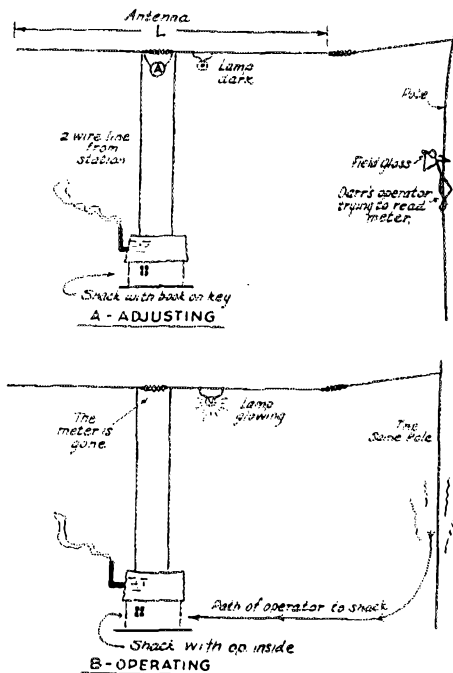 Antenna
L
A
Lamp
dark
Pole
2 wire line
from
station
Field Glass
Darr's operator
trying to read
meter.
Shack with book on key
A - ADJUSTING
The
meter is
gone
Lamp
glowing
The
Same Pole
Path of operator to shack
Shack with op. inside
B - OPERATING